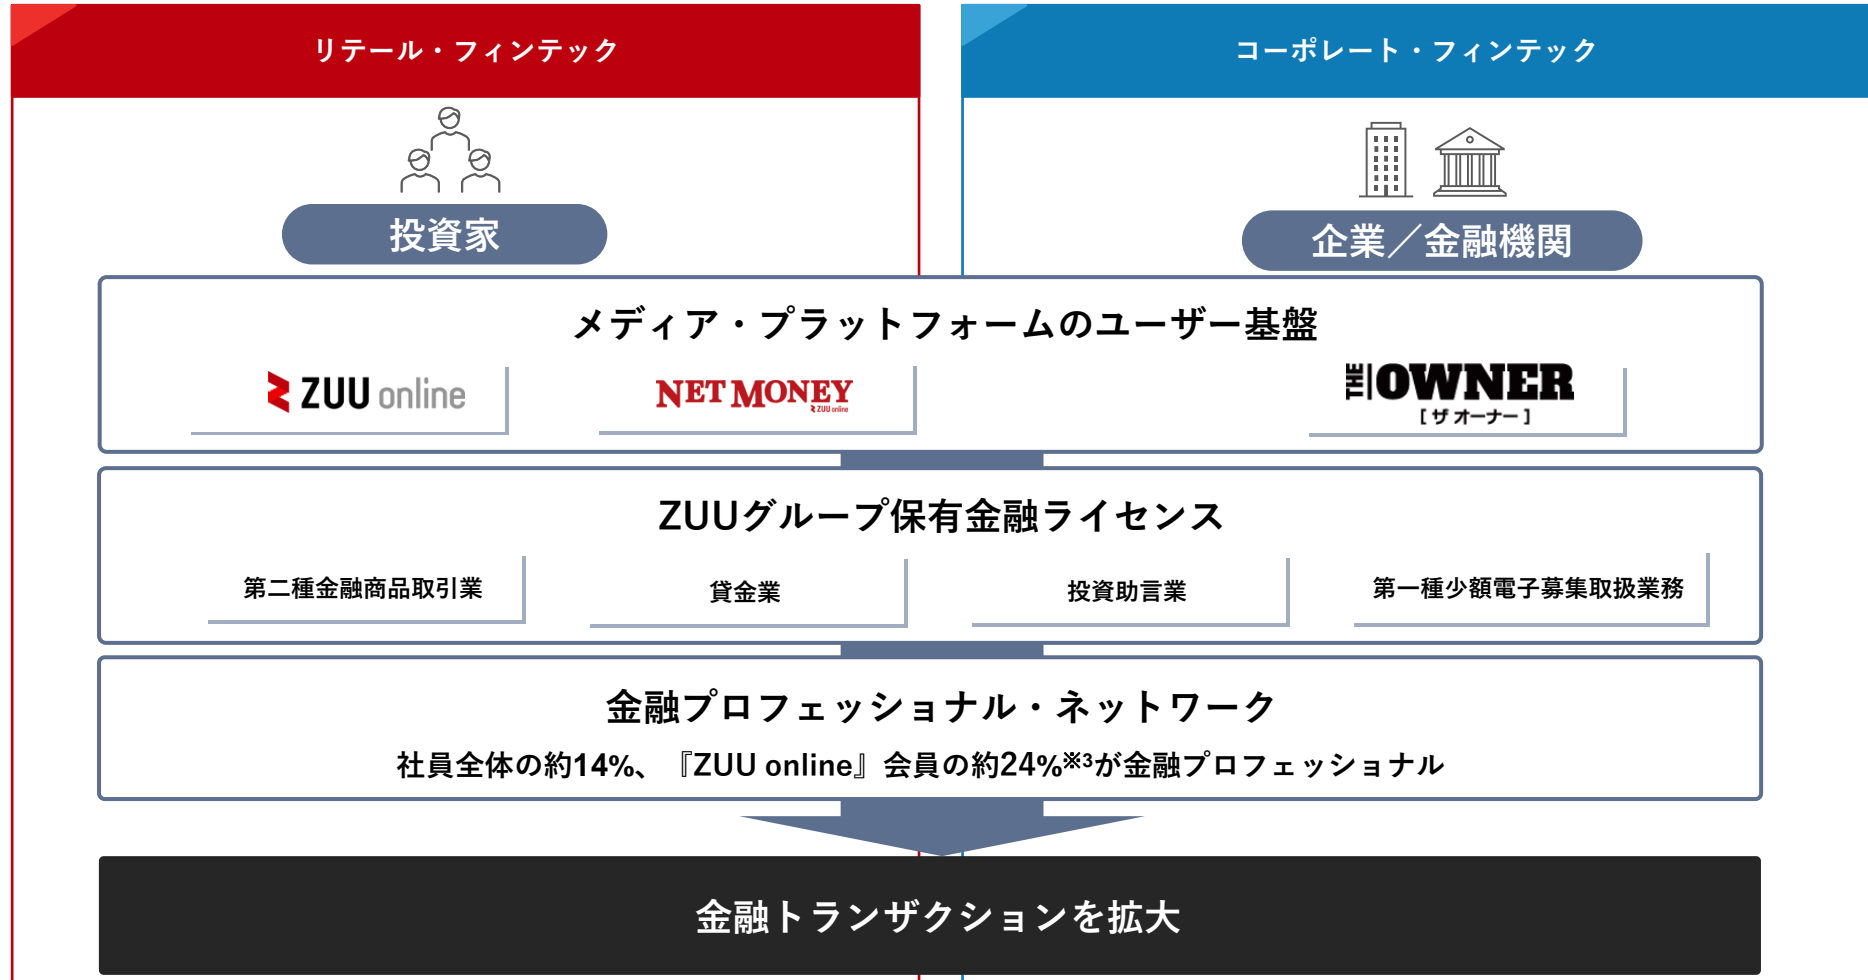 リテール・フィンテック
コーポレート・フィンテック
投資家
企業／金融機関
メディア・プラットフォームのユーザー基盤
ZUU online
NET MONEY
ZUU online
THE OWNER
[ ザ オーナー ]
ZUUグループ保有金融ライセンス
第二種金融商品取引業
貸金業
投資助言業
第一種少額電子募集取扱業務
金融プロフェッショナル・ネットワーク
社員全体の約14%、『ZUU online』会員の約24%※3が金融プロフェッショナル
金融トランザクションを拡大